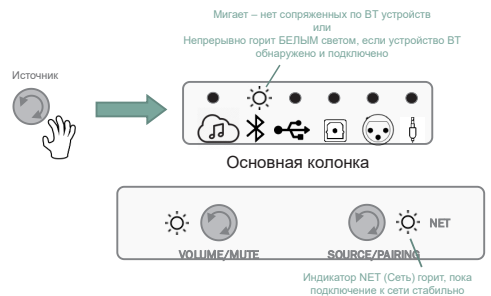 Мигает – нет сопряженных по BT устройств
или
Непрерывно горит БЕЛЫМ светом, если устройство BT
обнаружено и подключено
Источник
Основная колонка
NET
VOLUME/MUTE
SOURCE/PAIRING
Индикатор NET (Сеть) горит, пока
подключение к сети стабильно